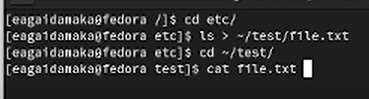 [eagaidamaka@fedora /]$ cd etc/
[eagaidamaka@fedora etc]$ ls > ~/test/file.txt
[eagaidamaka@fedora etc]$ cd ~/test/
[eagaidamaka@fedora test]$ cat file.txt